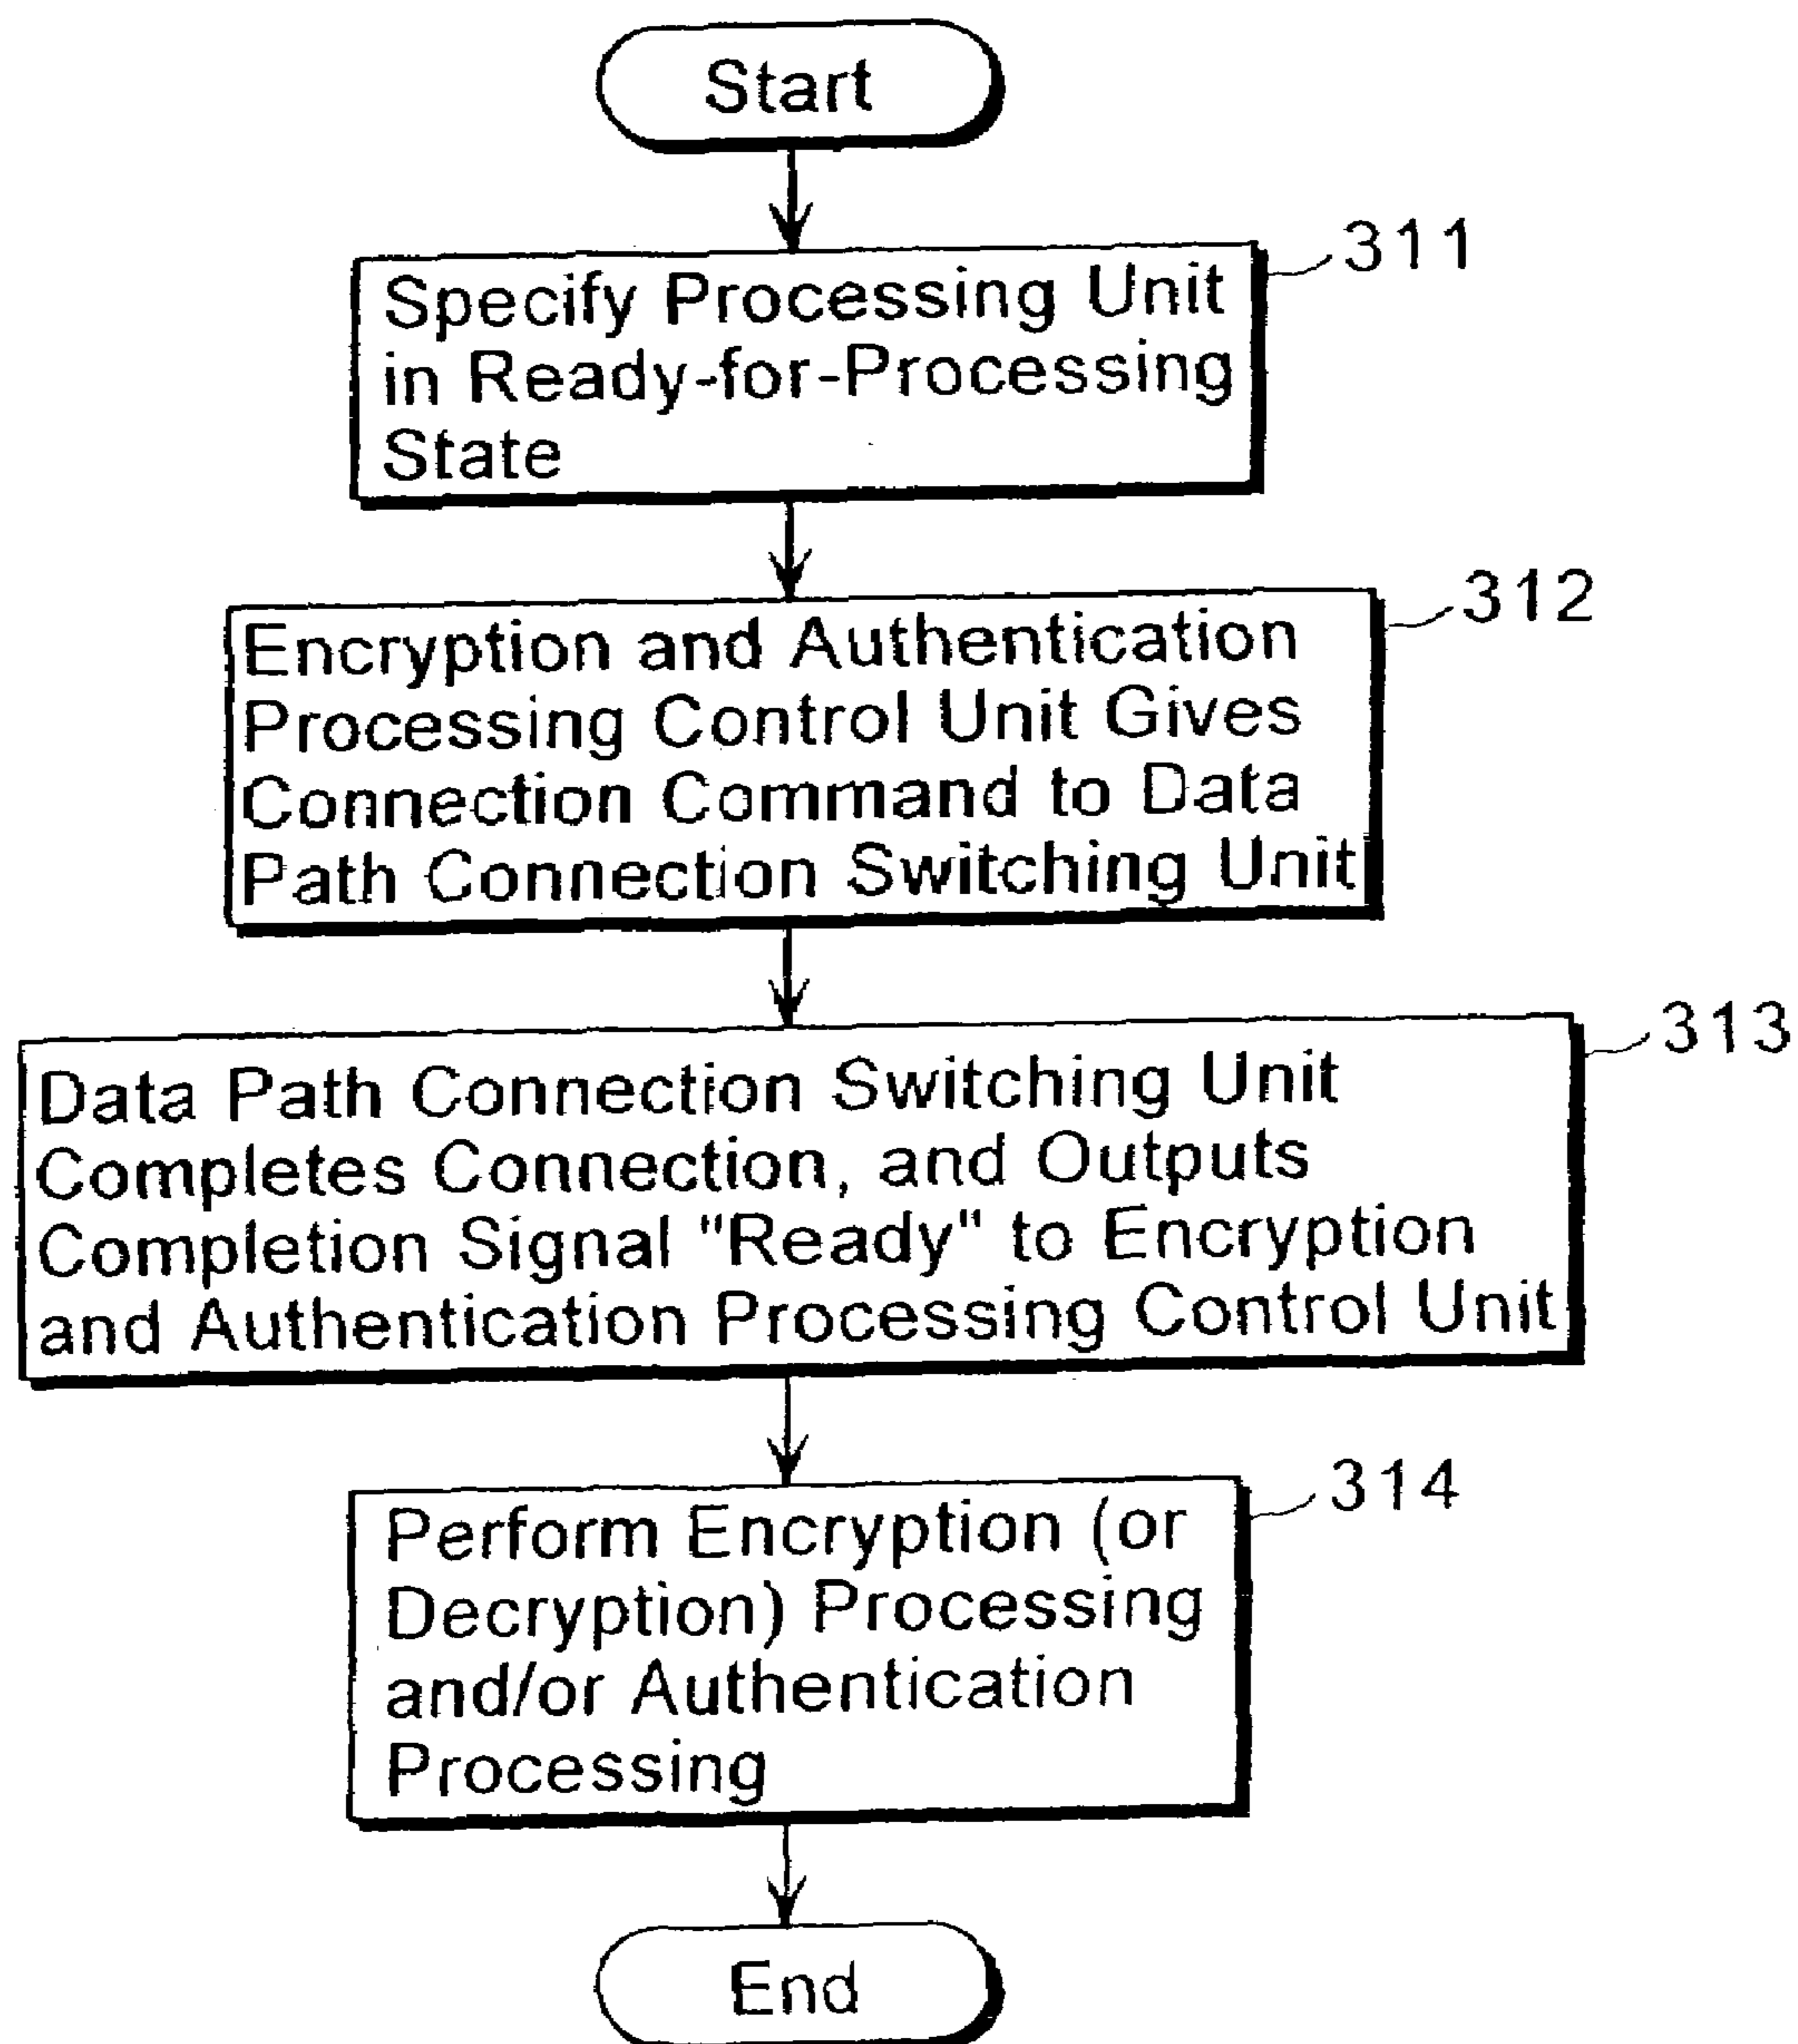 Start
311
Specify Processing Unit
in Ready-for-Processing
State
312
Encryption and Authentication
Processing Control Unit Gives
Connection Command to Data
Path Connection Switching Unit
313
Data Path Connection Switching Unit
Completes Connection, and Outputs
Completion Signal "Ready" to Encryption
and Authentication Processing Control Unit
314
Perform Encryption (or
Decryption) Processing
and/or Authentication
Processing
End